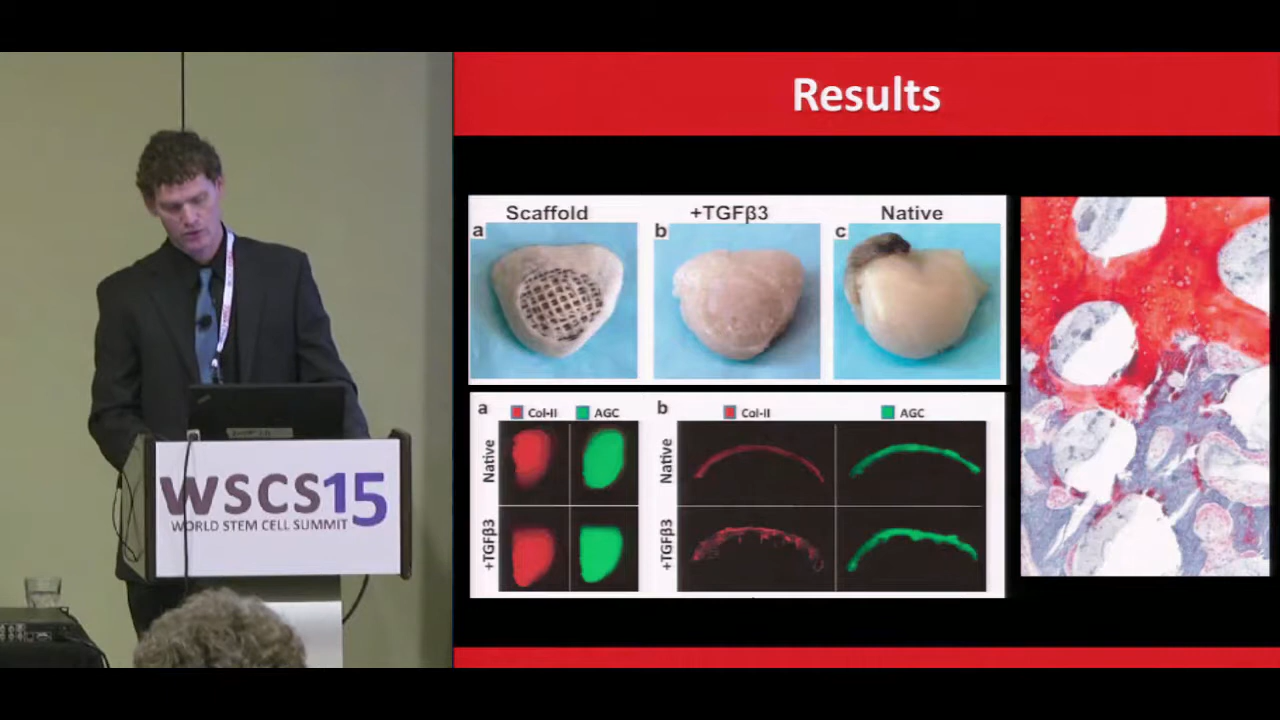 Results
Scaffold
+TGFβ3
Native
a
b
c
a
Col-II
AGC
b
Col-II
AGC
Native
+TGFβ3
Native
+TGFβ3
WSCS15
WORLD STEM CELL SUMMIT